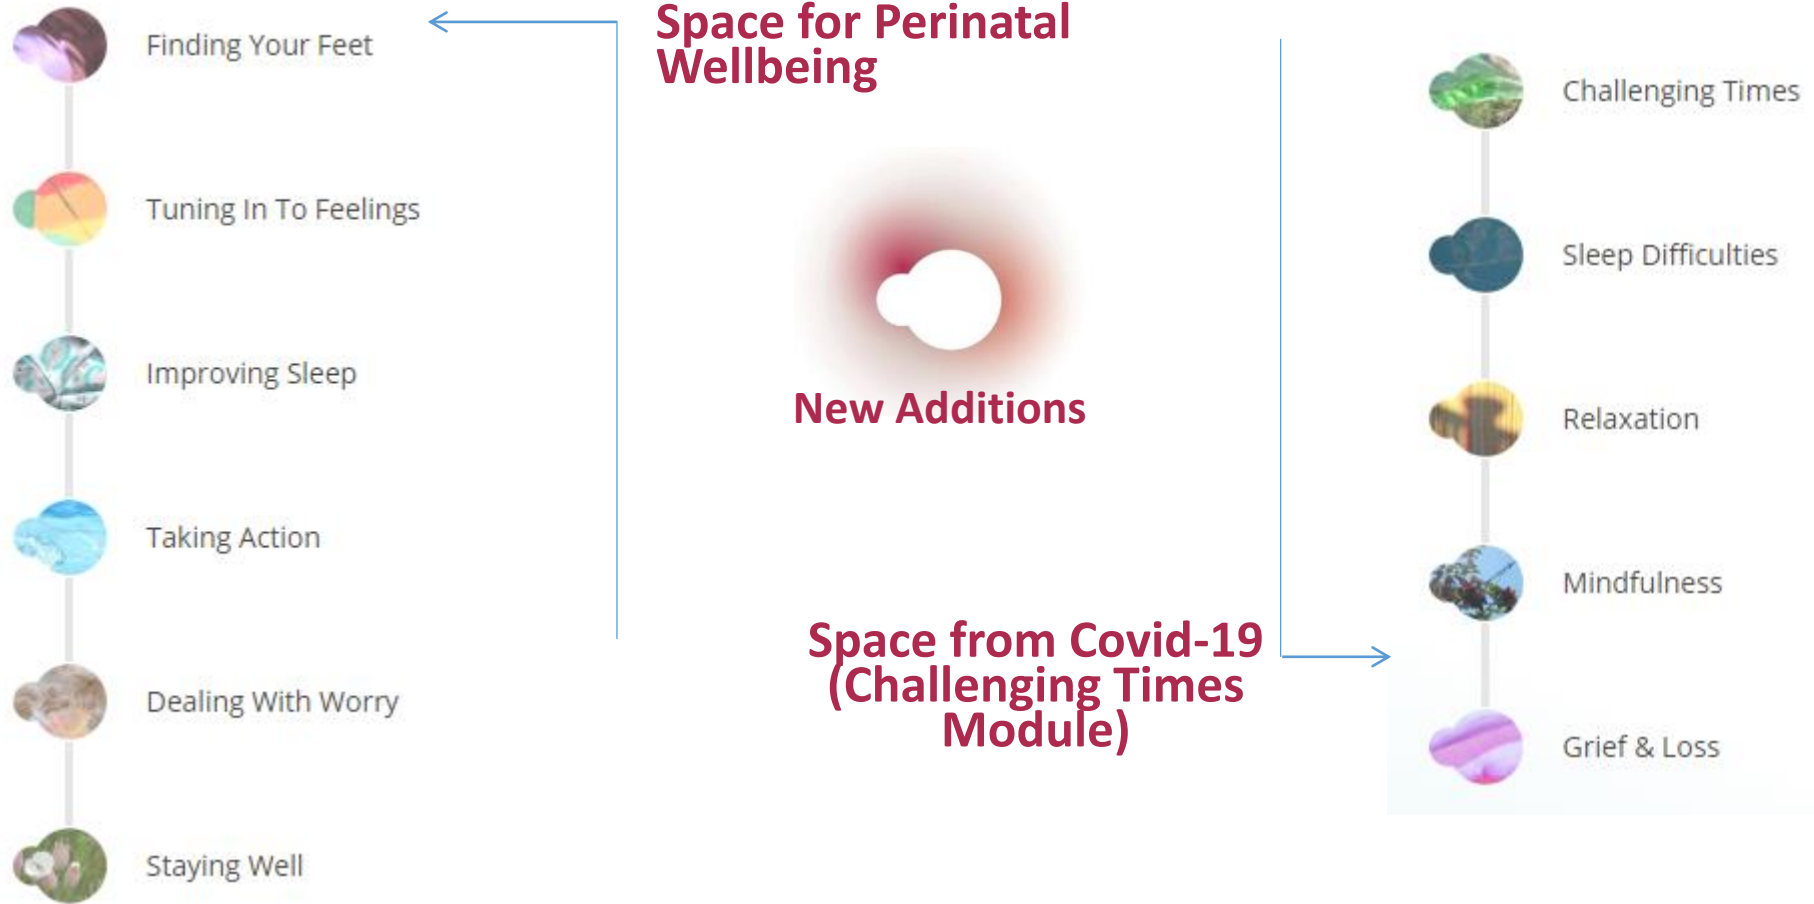 Finding Your Feet
Tuning In To Feelings
Improving Sleep
Taking Action
Dealing With Worry
Staying Well
Space for Perinatal
Wellbeing
New Additions
Space from Covid-19
(Challenging Times
Module)
Challenging Times
Sleep Difficulties
Relaxation
Mindfulness
Grief & Loss